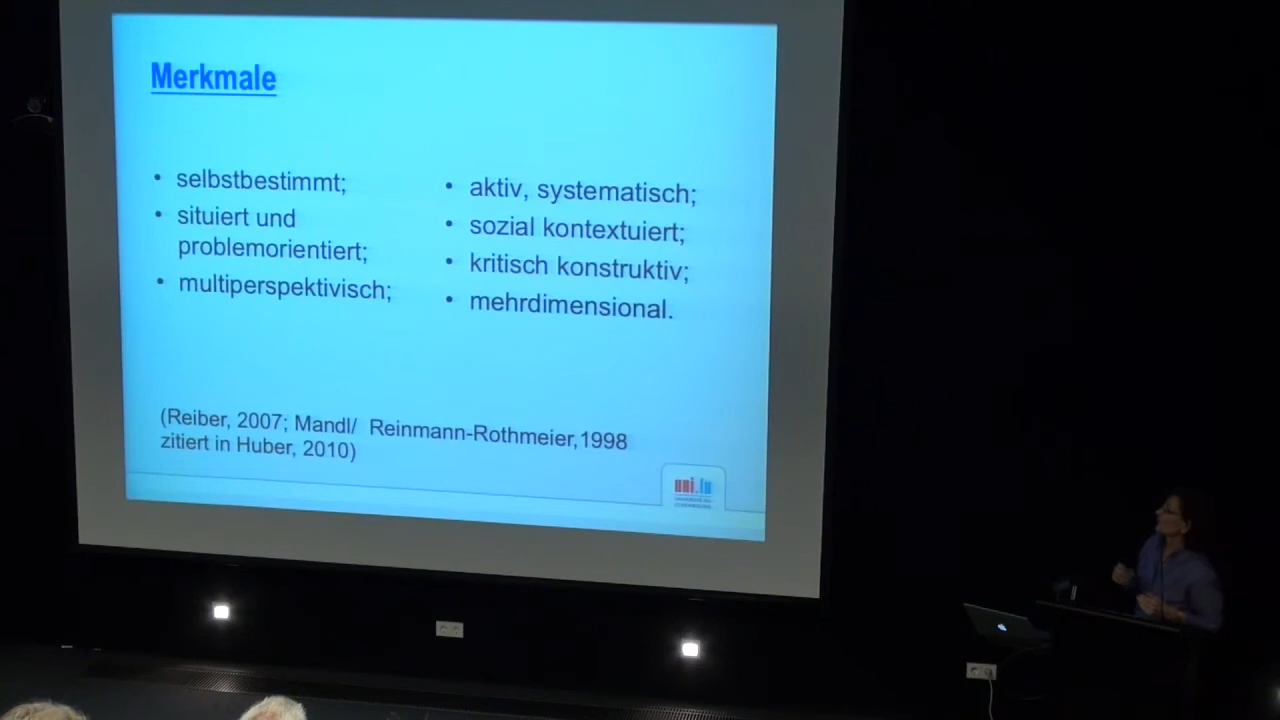 Merkmale
• selbstbestimmt;
• situiert und
problemorientiert;
• multiperspektivisch;
• aktiv, systematisch;
• sozial kontextuiert;
• kritisch konstruktiv;
• mehrdimensional.
(Reiber, 2007; Mandl/ Reinmann-Rothmeier,1998
zitiert in Huber, 2010)
uni.lu